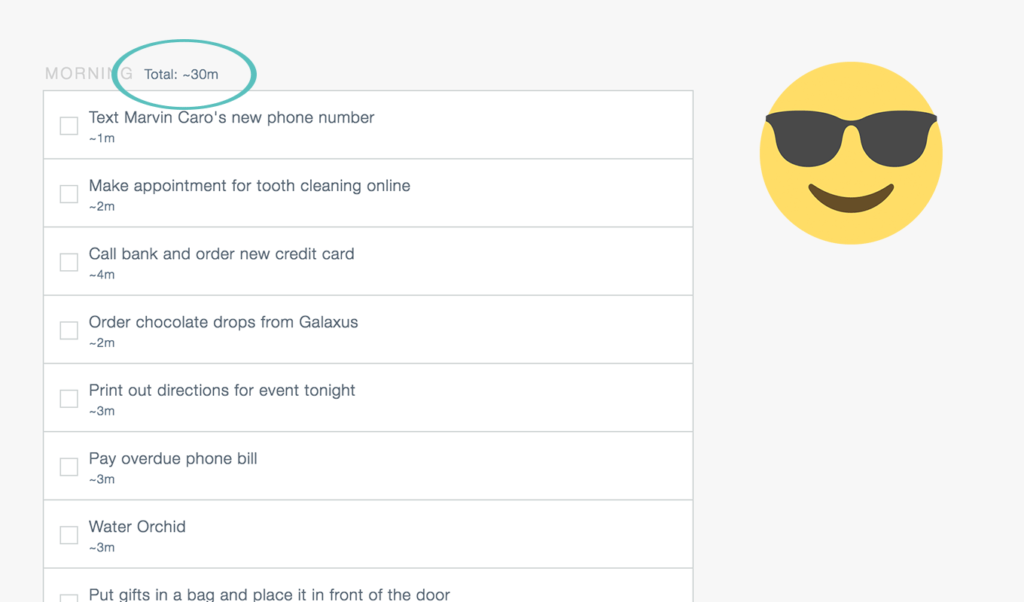 MORNING Total: ~30m
Text Marvin Caro's new phone number
~1m
Make appointment for tooth cleaning online
~2m
Call bank and order new credit card
~4m
Order chocolate drops from Galaxus
~2m
Print out directions for event tonight
~3m
Pay overdue phone bill
~3m
Water Orchid
~3m
Put gifts in a bag and place it in front of the door